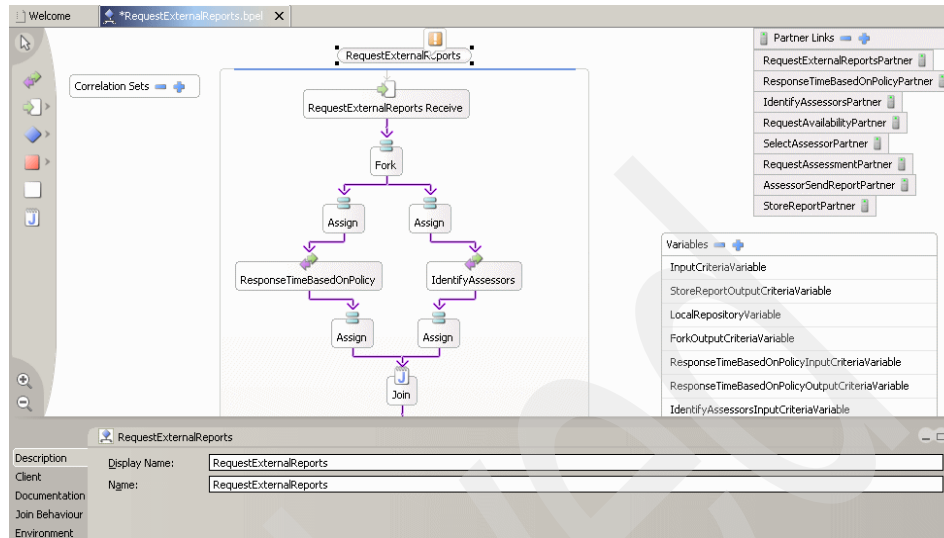 Welcome
*RequestExternalReports.bpel
RequestExternalReports
Correlation Sets
RequestExternalReports Receive
Fork
Assign
Assign
ResponseTimeBasedOnPolicy
IdentifyAssessors
Assign
Assign
Join
Partner Links
RequestExternalReportsPartner
ResponseTimeBasedOnPolicyPartner
IdentifyAssessorsPartner
RequestAvailabilityPartner
SelectAssessorPartner
RequestAssessmentPartner
AssessorSendReportPartner
StoreReportPartner
Variables
InputCriteriaVariable
StoreReportOutputCriteriaVariable
LocalRepositoryVariable
ForkOutputCriteriaVariable
ResponseTimeBasedOnPolicyInputCriteriaVariable
ResponseTimeBasedOnPolicyOutputCriteriaVariable
IdentifyAssessorsInputCriteriaVariable
RequestExternalReports
Description
Client
Documentation
Join Behaviour
Environment
Display Name: RequestExternalReports
Name: RequestExternalReports